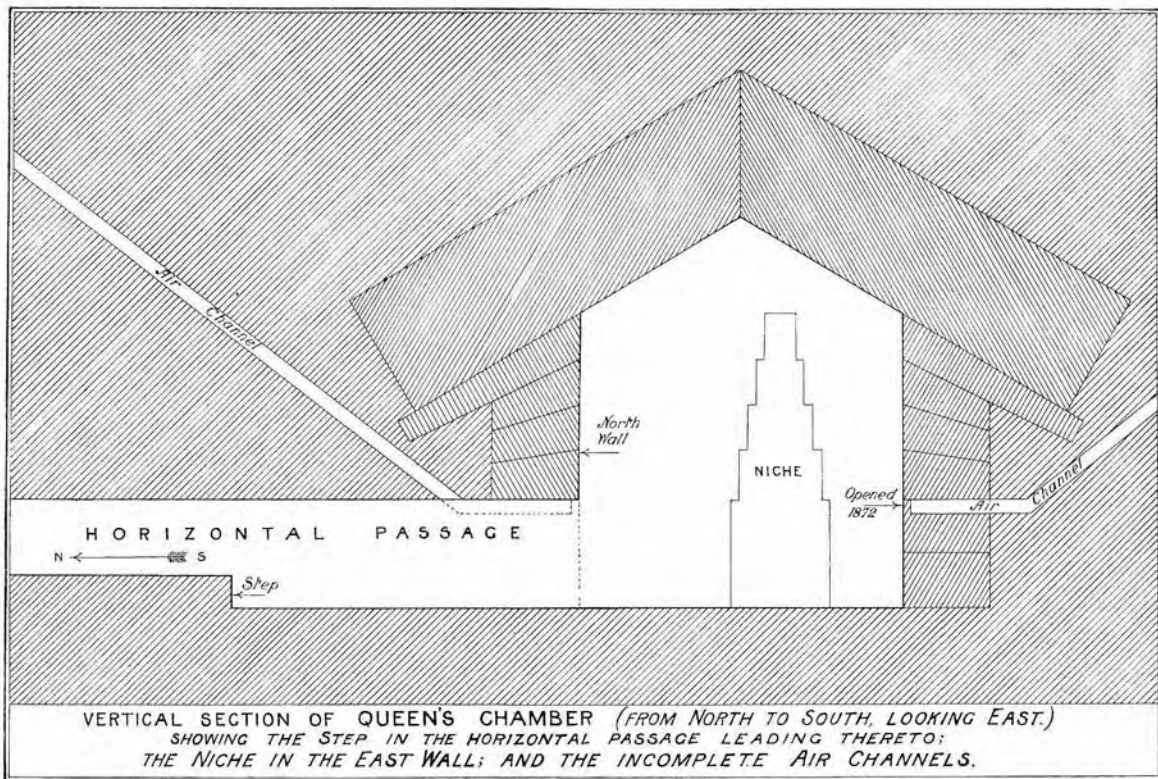 Air
Channel
North
Wall
NICHE
Opened
1872
Air
Channel
HORIZONTAL PASSAGE
N S
Step
VERTICAL SECTION OF QUEEN'S CHAMBER (FROM NORTH TO SOUTH, LOOKING EAST.)
SHOWING THE STEP IN THE HORIZONTAL PASSAGE LEADING THERETO;
THE NICHE IN THE EAST WALL; AND THE INCOMPLETE AIR CHANNELS.